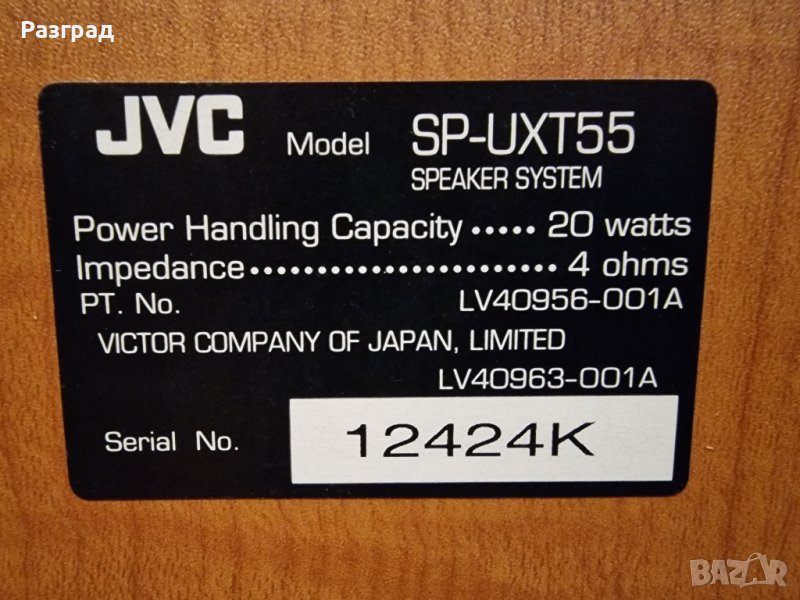 Разград
JVC Model SP-UXT55
SPEAKER SYSTEM
Power Handling Capacity ..... 20 watts
Impedance............................ 4 ohms
PT. No. LV40956-001A
VICTOR COMPANY OF JAPAN, LIMITED
LV40963-001A
Serial No. 12424K
BAZAR